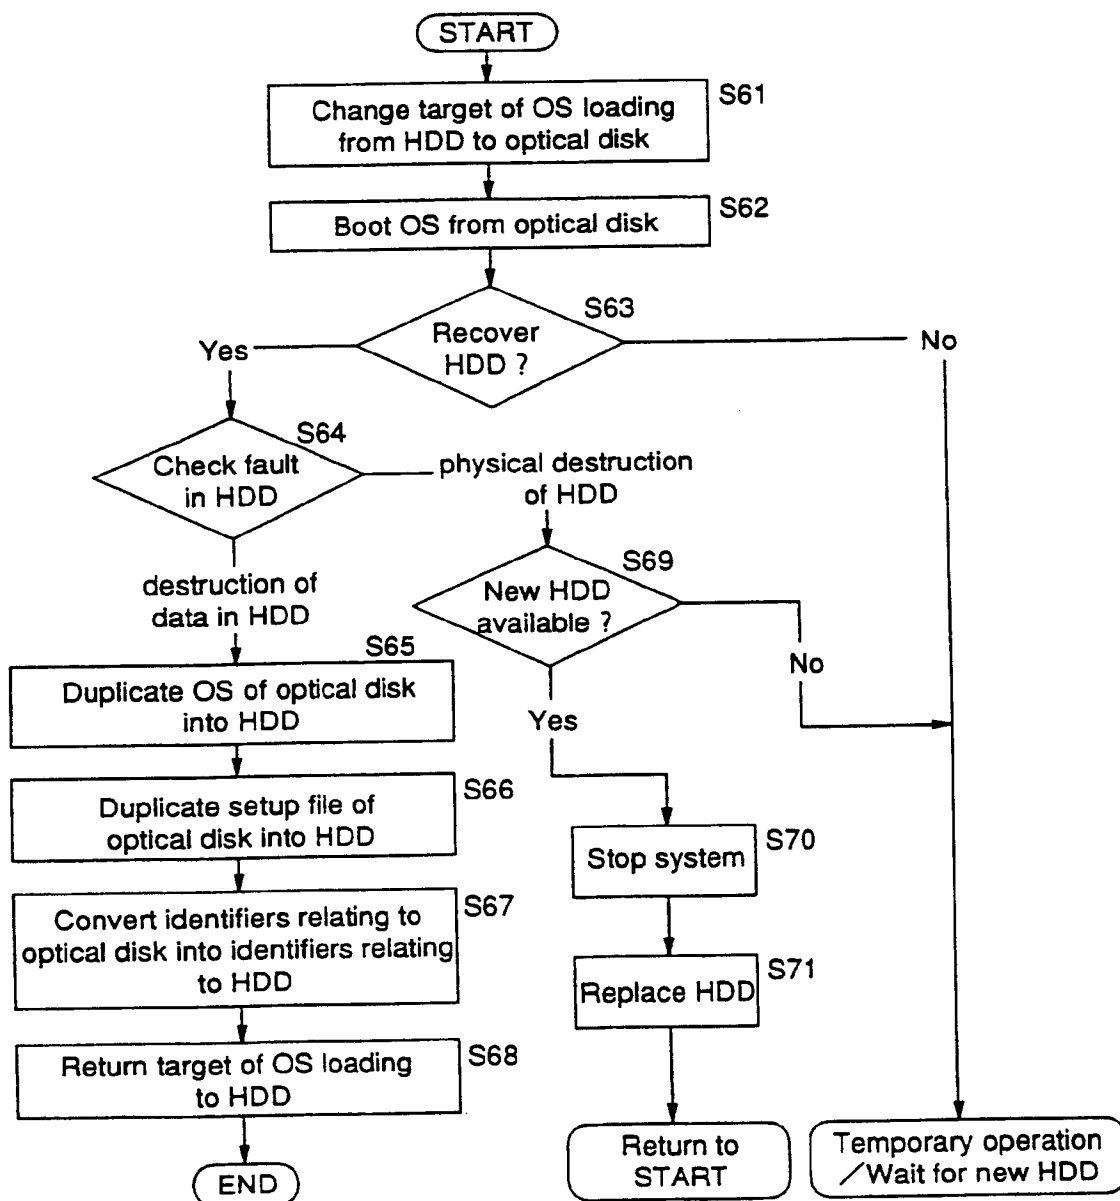 START
S61
Change target of OS loading
from HDD to optical disk
S62
Boot OS from optical disk
S63
Recover
HDD ?
Yes
No
S64
Check fault
in HDD
physical destruction
of HDD
S69
New HDD
available ?
destruction of
data in HDD
No
Yes
S65
Duplicate OS of optical disk
into HDD
S66
Duplicate setup file of
optical disk into HDD
S67
Convert identifiers relating to
optical disk into identifiers relating
to HDD
S68
Return target of OS loading
to HDD
END
S70
Stop system
S71
Replace HDD
Return to
START
Temporary operation
/Wait for new HDD